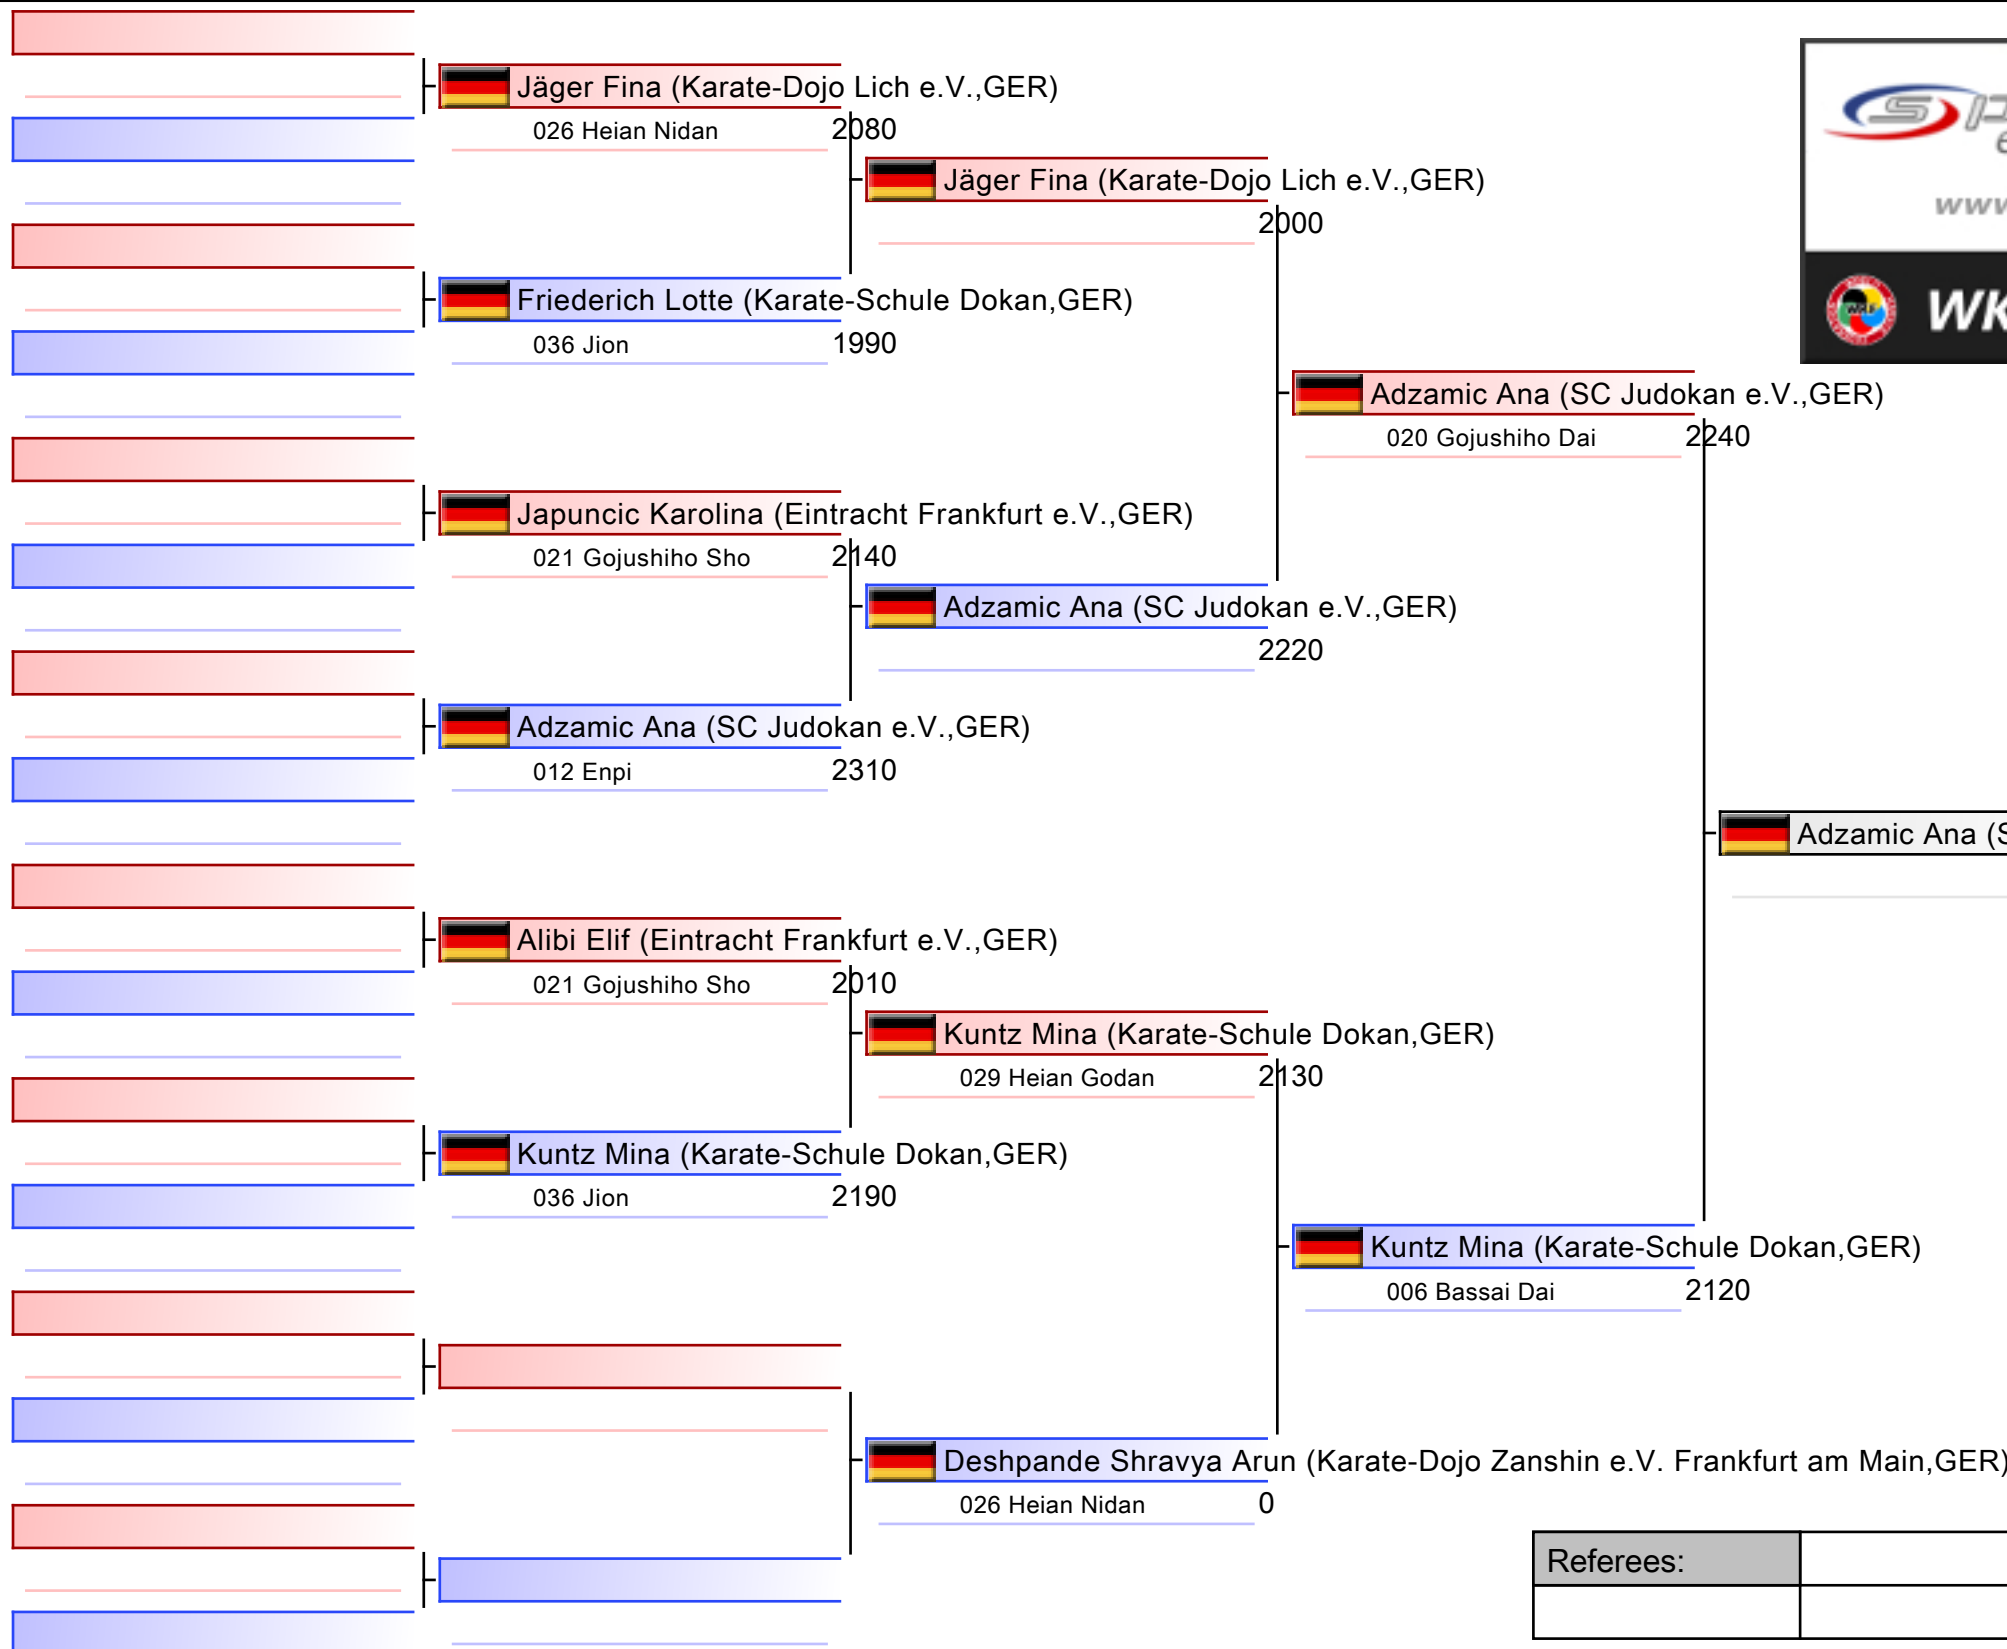 Jäger Fina (Karate-Dojo Lich e.V.,GER)
026 Heian Nidan 2080
Jäger Fina (Karate-Dojo Lich e.V.,GER)
2000
www
Friederich Lotte (Karate-Schule Dokan,GER)
036 Jion 1990
WK
Adzamic Ana (SC Judokan e.V.,GER)
020 Gojushiho Dai 2240
Japuncic Karolina (Eintracht Frankfurt e.V.,GER)
021 Gojushiho Sho 2140
Adzamic Ana (SC Judokan e.V.,GER)
2220
Adzamic Ana (SC Judokan e.V.,GER)
012 Enpi 2310
Adzamic Ana (S
Alibi Elif (Eintracht Frankfurt e.V.,GER)
021 Gojushiho Sho 2010
Kuntz Mina (Karate-Schule Dokan,GER)
029 Heian Godan 2130
Kuntz Mina (Karate-Schule Dokan,GER)
036 Jion 2190
Kuntz Mina (Karate-Schule Dokan,GER)
006 Bassai Dai 2120
Deshpande Shravya Arun (Karate-Dojo Zanshin e.V. Frankfurt am Main,GER)
026 Heian Nidan 0
Referees: